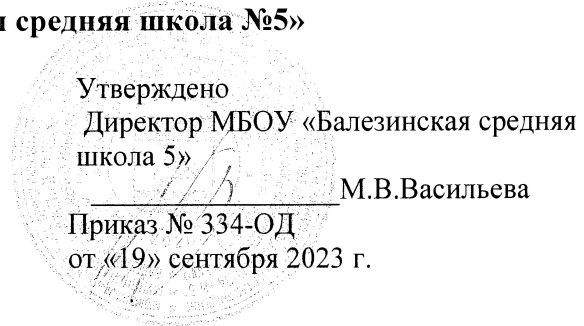 я средняя школа №5»
Утверждено
Директор МБОУ «Балезинская средняя
школа 5»
_________________М.В.Васильева
Приказ № 334-ОД
от «19» сентября 2023 г.